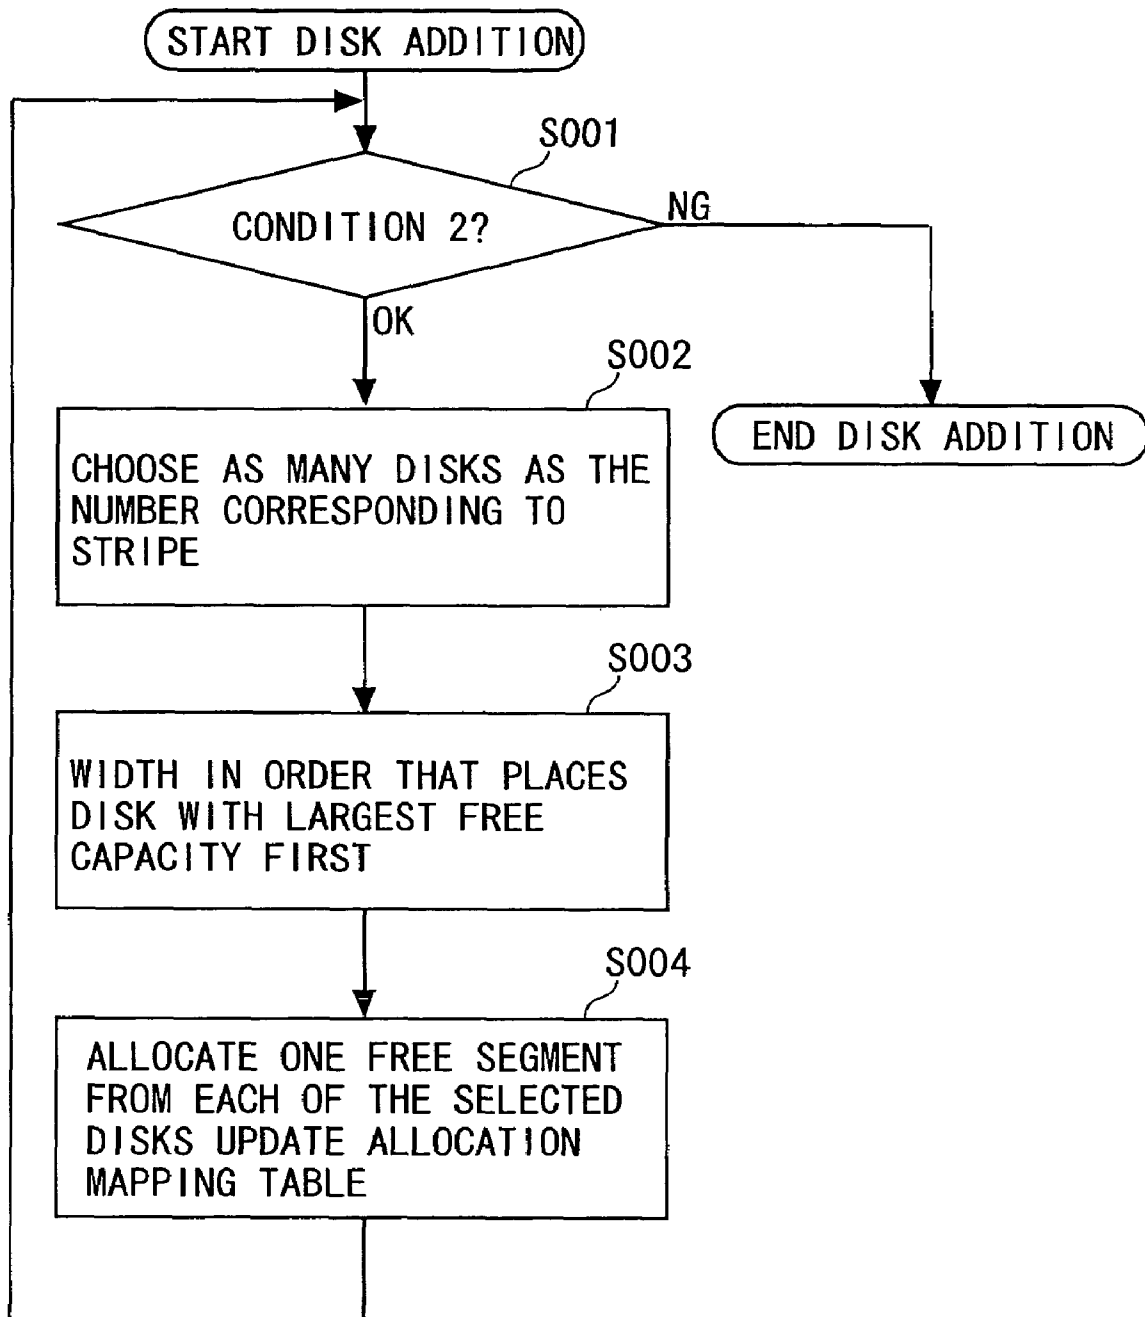 START DISK ADDITION
S001
CONDITION 2?
NG
OK
S002
END DISK ADDITION
CHOOSE AS MANY DISKS AS THE
NUMBER CORRESPONDING TO
STRIPE
S003
WIDTH IN ORDER THAT PLACES
DISK WITH LARGEST FREE
CAPACITY FIRST
S004
ALLOCATE ONE FREE SEGMENT
FROM EACH OF THE SELECTED
DISKS UPDATE ALLOCATION
MAPPING TABLE